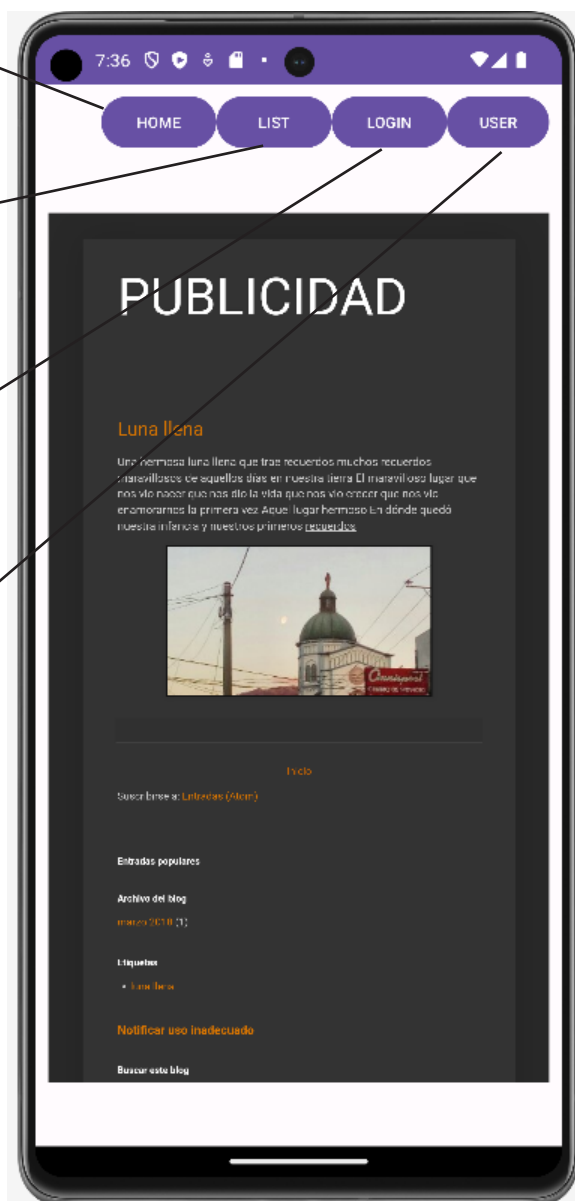 7:36
HOME LIST LOGIN USER
PUBLICIDAD
Luna llena
Una hermosa luna llena que trae recuerdos muchos recuerdos
maravillosos de aquellos días en nuestra tierra El maravilloso lugar que
nos vio nacer que nos dio la vida que nos vio crecer que nos vio
enamorarnos la primera vez Aquel lugar hermoso En dónde quedó
nuestra infancia y nuestros primeros recuerdos
Inicio
Suscribirse a: Entradas (Atom)
Entradas populares
Archivo del blog
marzo 2018 (1)
Etiquetas
• luna llena
Notificar uso inadecuado
Buscar este blog